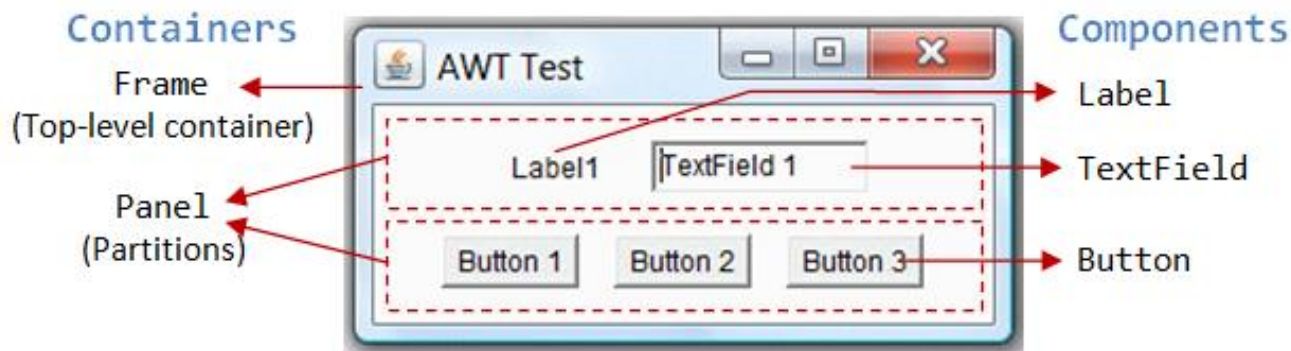 Containers
Components
AWT Test
Frame
(Top-level container)
Label
Label1
TextField 1
TextField
Panel
(Partitions)
Button 1
Button 2
Button 3
Button